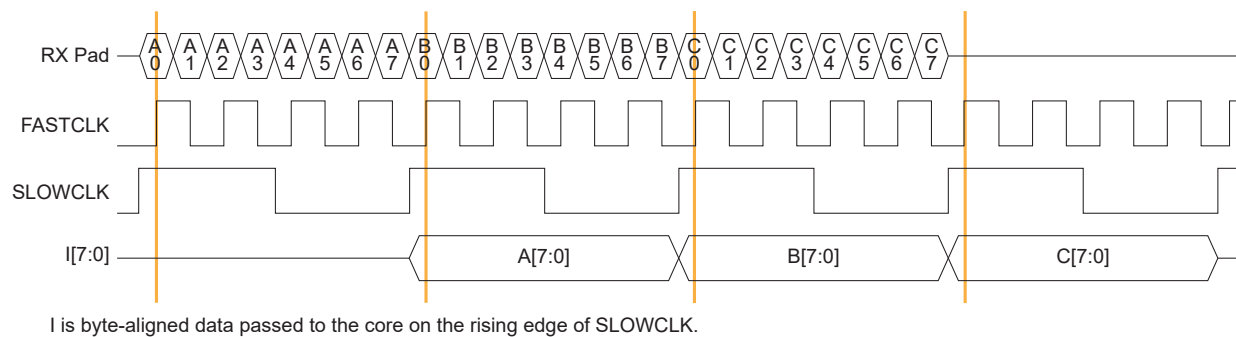 RX Pad A0 A1 A2 A3 A4 A5 A6 A7 B0 B1 B2 B3 B4 B5 B6 B7 C0 C1 C2 C3 C4 C5 C6 C7
FASTCLK
SLOWCLK
I[7:0] A[7:0] B[7:0] C[7:0]
I is byte-aligned data passed to the core on the rising edge of SLOWCLK.